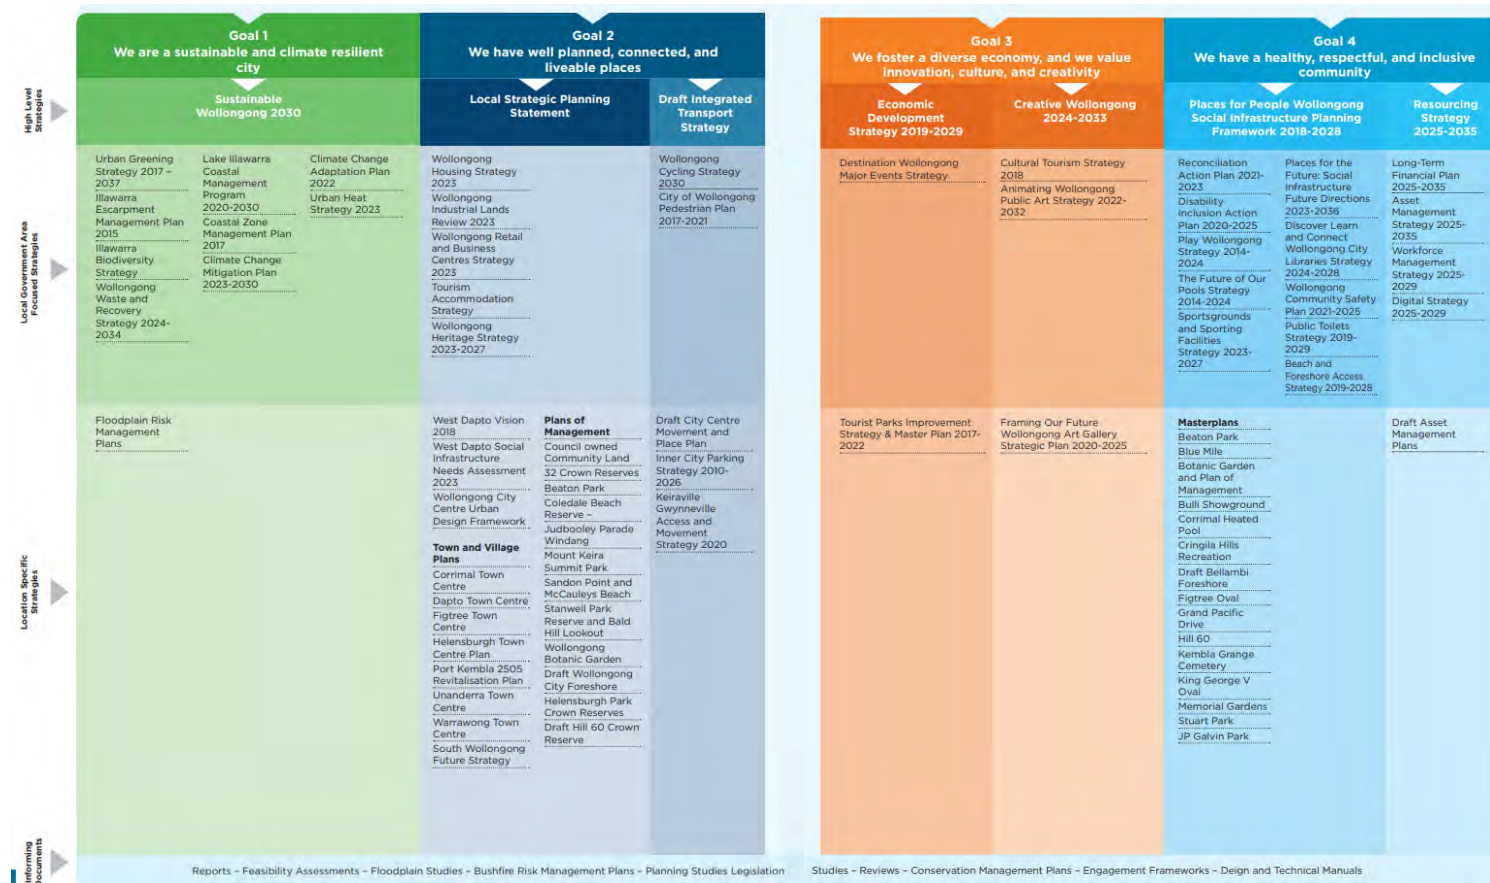 Goal 1
We are a sustainable and climate resilient
city
Goal 2
We have well planned, connected, and
liveable places
Goal 3
We foster a diverse economy, and we value
innovation, culture, and creativity
Goal 4
We have a healthy, respectful, and inclusive
community
High Level
Strategies
Sustainable
Wollongong 2030
Local Strategic Planning
Statement
Draft Integrated
Transport
Strategy
Economic
Development
Strategy 2019-2029
Creative Wollongong
2024-2033
Places for People Wollongong
Social Infrastructure Planning
Framework 2018-2028
Resourcing
Strategy
2025-2035
Local Government Area
Focused Strategies
Urban Greening
Strategy 2017 –
2037
Illawarra
Escarpment
Management Plan
2015
Illawarra
Biodiversity
Strategy
Wollongong
Waste and
Recovery
Strategy 2024-
2034
Lake Illawarra
Coastal
Management
Program
2020-2030
Coastal Zone
Management Plan
2017
Climate Change
Mitigation Plan
2023-2030
Climate Change
Adaptation Plan
2022
Urban Heat
Strategy 2023
Wollongong
Housing Strategy
2023
Wollongong
Industrial Lands
Review 2023
Wollongong Retail
and Business
Centres Strategy
2023
Tourism
Accommodation
Strategy
Wollongong
Heritage Strategy
2023-2027
Wollongong
Cycling Strategy
2030
City of Wollongong
Pedestrian Plan
2017-2021
Destination Wollongong
Major Events Strategy
Cultural Tourism Strategy
2018
Animating Wollongong
Public Art Strategy 2022-
2032
Reconciliation
Action Plan 2021-
2023
Disability
Inclusion Action
Plan 2020-2025
Play Wollongong
Strategy 2014-
2024
The Future of Our
Pools Strategy
2014-2024
Sportsgrounds
and Sporting
Facilities
Strategy 2023-
2027
Places for the
Future: Social
Infrastructure
Future Directions
2023-2036
Discover Learn
and Connect
Wollongong City
Libraries Strategy
2024-2028
Wollongong
Community Safety
Plan 2021-2025
Public Toilets
Strategy 2019-
2029
Beach and
Foreshore Access
Strategy 2019-2028
Long-Term
Financial Plan
2025-2035
Asset
Management
Strategy 2025-
2035
Workforce
Management
Strategy 2025-
2029
Digital Strategy
2025-2029
Location Specific
Strategies
Floodplain Risk
Management
Plans
West Dapto Vision
2018
West Dapto Social
Infrastructure
Needs Assessment
2023
Wollongong City
Centre Urban
Design Framework
Town and Village
Plans
Corrimal Town
Centre
Dapto Town Centre
Figtree Town
Centre
Helensburgh Town
Centre Plan
Port Kembla 2505
Revitalisation Plan
Unanderra Town
Centre
Warrawong Town
Centre
South Wollongong
Future Strategy
Plans of
Management
Council owned
Community Land
32 Crown Reserves
Beaton Park
Coledale Beach
Reserve –
Judbooley Parade
Windang
Mount Keira
Summit Park
Sandon Point and
McCauleys Beach
Stanwell Park
Reserve and Bald
Hill Lookout
Wollongong
Botanic Garden
Draft Wollongong
City Foreshore
Helensburgh Park
Crown Reserves
Draft Hill 60 Crown
Reserve
Draft City Centre
Movement and
Place Plan
Inner City Parking
Strategy 2010-
2026
Keiraville
Gwynneville
Access and
Movement
Strategy 2020
Tourist Parks Improvement
Strategy & Master Plan 2017-
2022
Framing Our Future
Wollongong Art Gallery
Strategic Plan 2020-2025
Masterplans
Beaton Park
Blue Mile
Botanic Garden
and Plan of
Management
Bulli Showground
Corrimal Heated
Pool
Cringila Hills
Recreation
Draft Bellambi
Foreshore
Figtree Oval
Grand Pacific
Drive
Hill 60
Kembla Grange
Cemetery
King George V
Oval
Memorial Gardens
Stuart Park
JP Galvin Park
Draft Asset
Management
Plans
Informing
Documents
Reports – Feasibility Assessments – Floodplain Studies – Bushfire Risk Management Plans – Planning Studies Legislation
Studies – Reviews – Conservation Management Plans – Engagement Frameworks – Deign and Technical Manuals